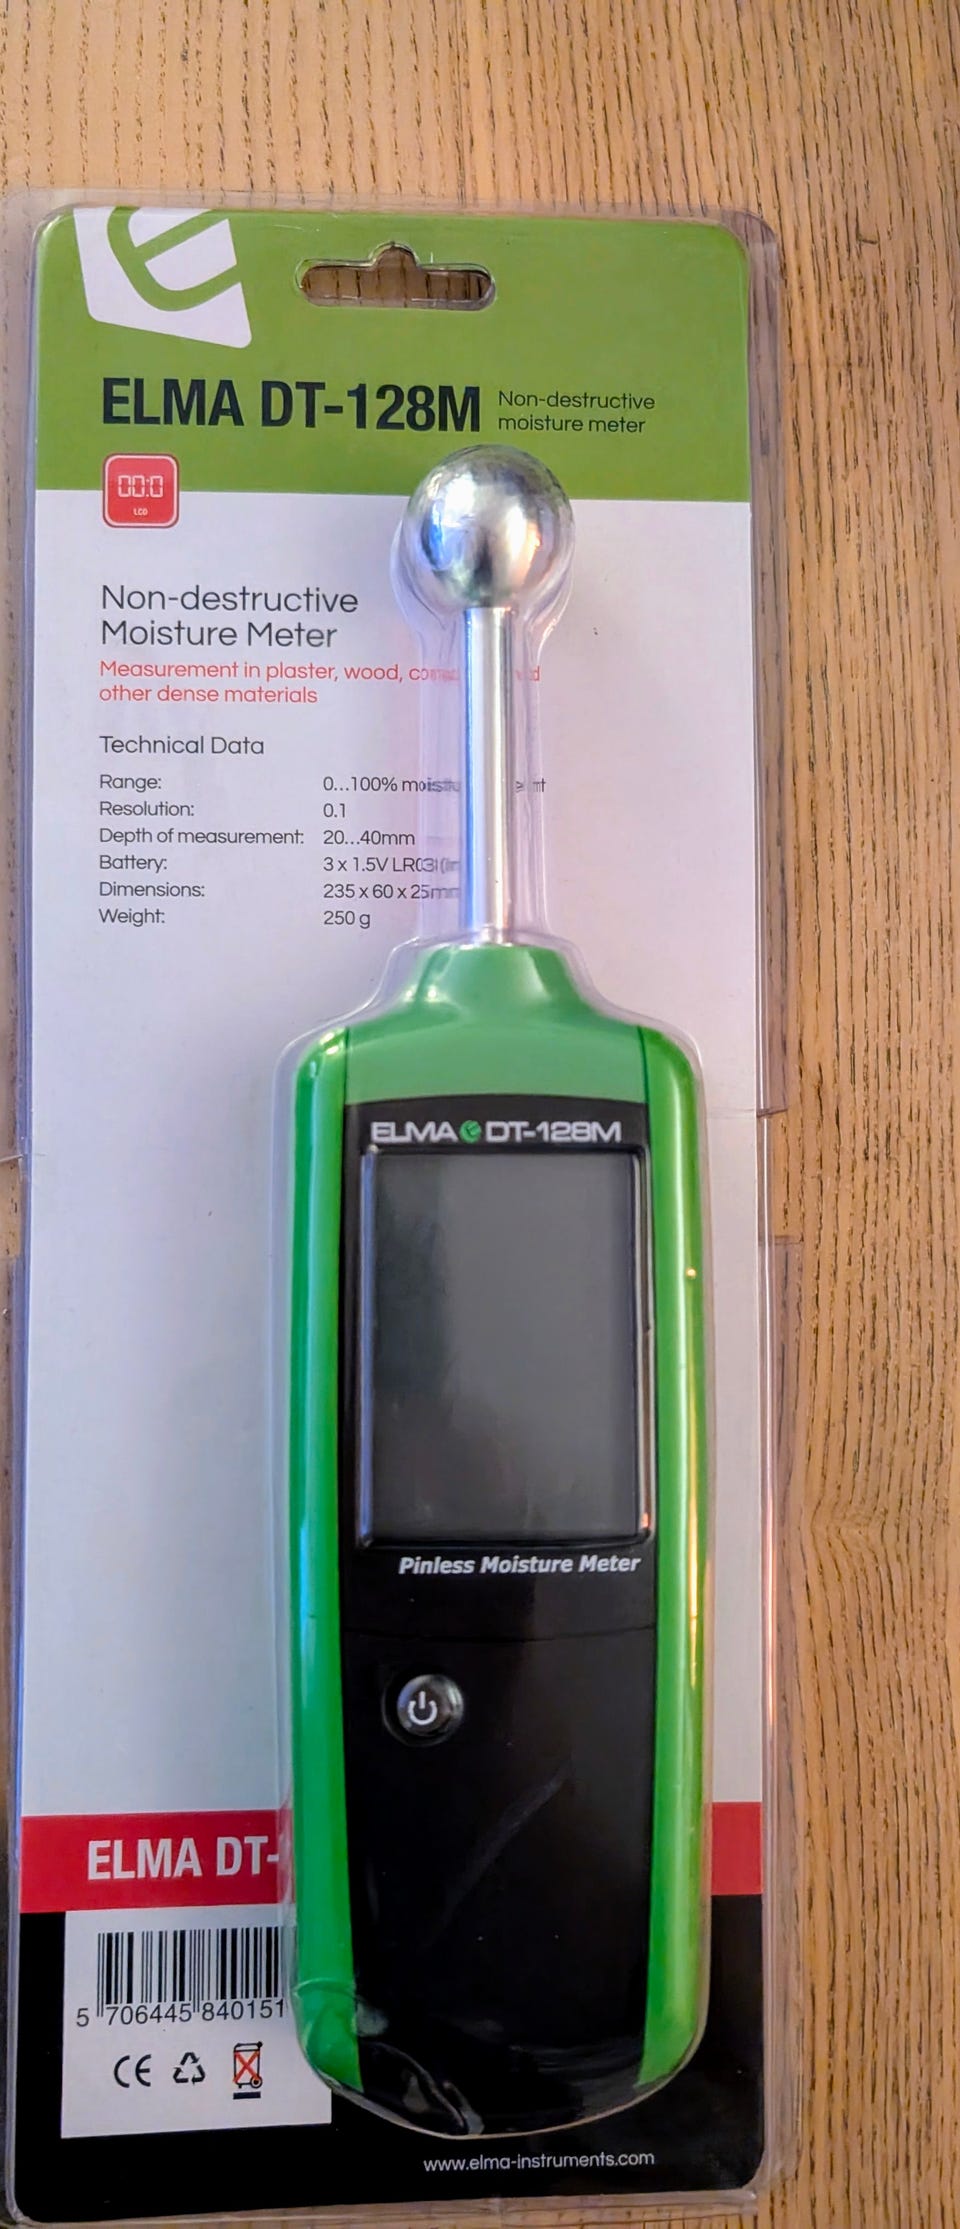 ELMA DT-128M
Non-destructive
moisture meter
00:0
LCD
Non-destructive
Moisture Meter
Measurement in plaster, wood,
other dense materials
Technical Data
Range: 0...100%
Resolution: 0.1
Depth of measurement: 20...40mm
Battery: 3 x 1.5V LR03
Dimensions: 235 x 60 x 25mm
Weight: 250 g
ELMA DT-128M
Pinless Moisture Meter
ELMA DT-
5 706445 840151
CE
www.elma-instruments.com